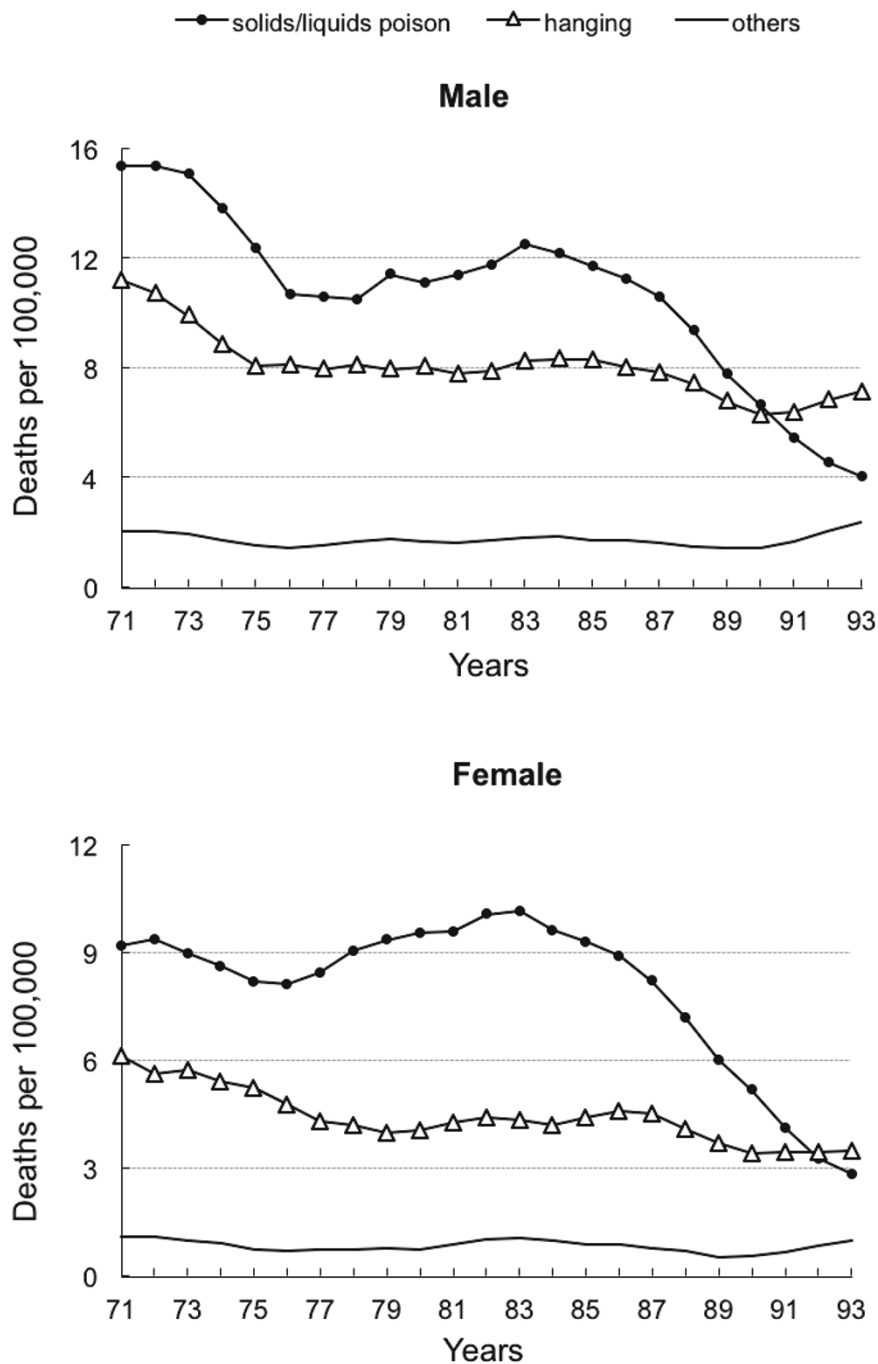 solids/liquids poison hanging others
Male
Deaths per 100,000
16
12
8
4
0
71 73 75 77 79 81 83 85 87 89 91 93
Years
Female
Deaths per 100,000
12
9
6
3
0
71 73 75 77 79 81 83 85 87 89 91 93
Years